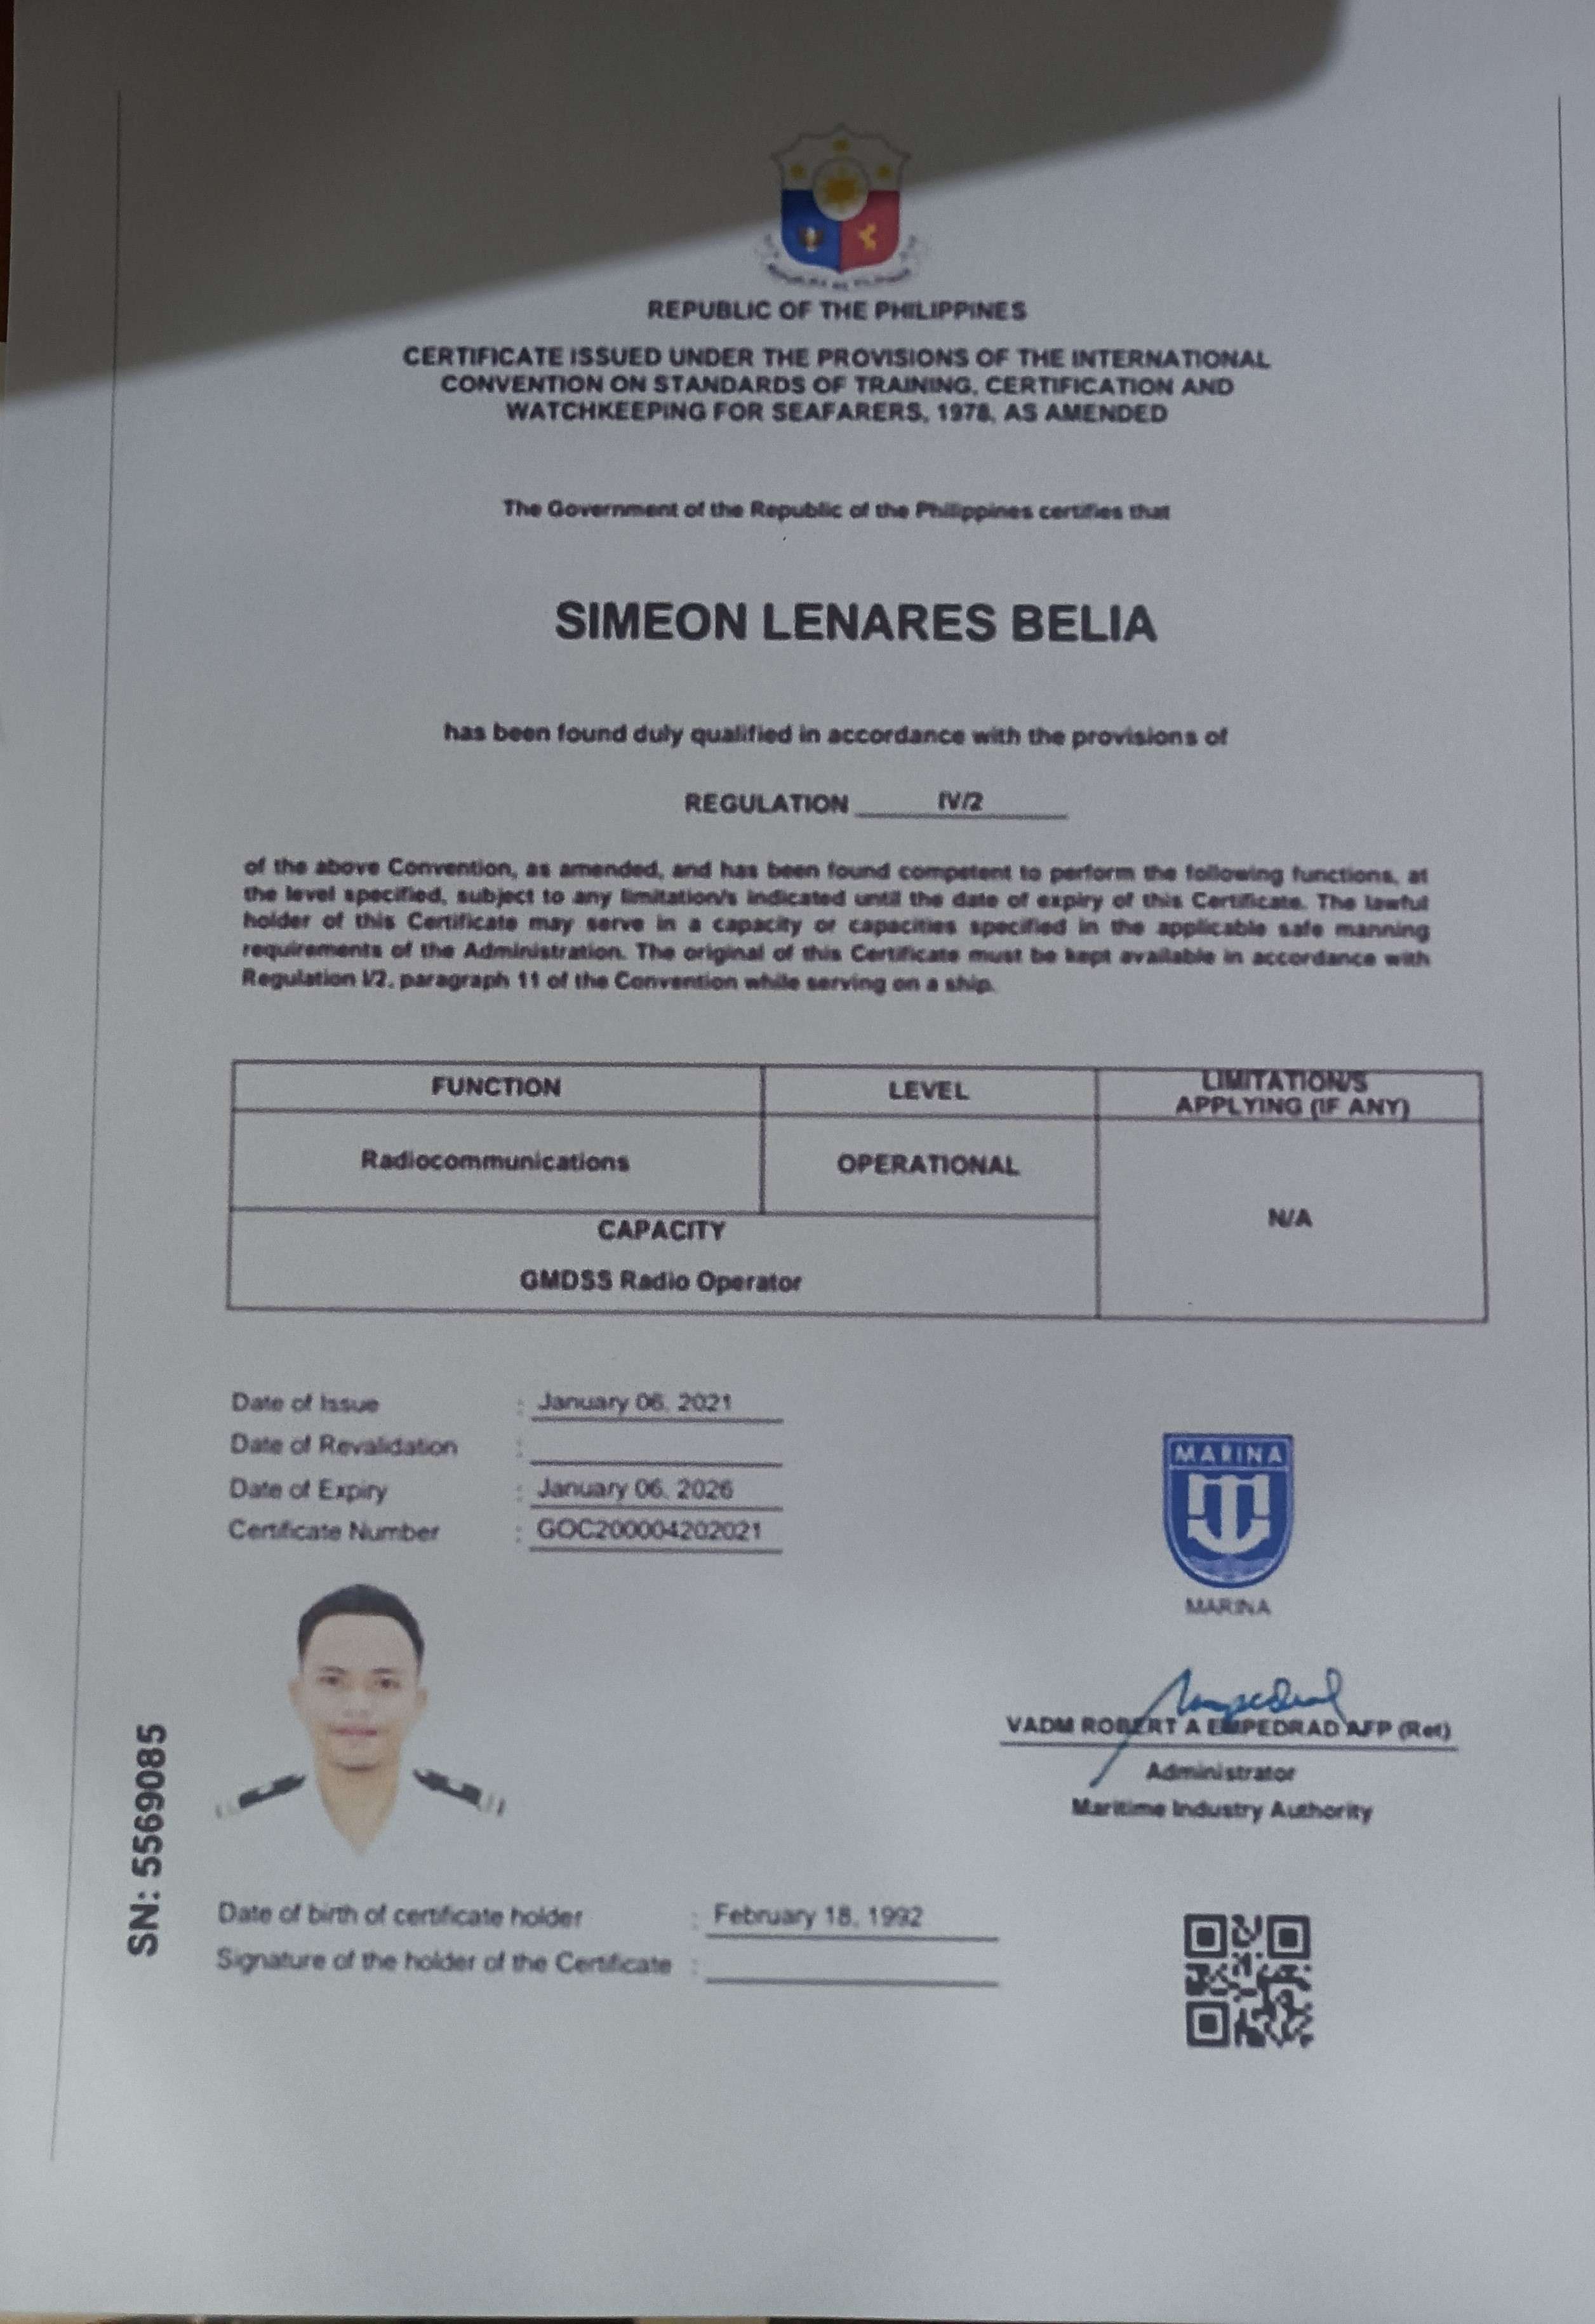 REPUBLIC OF THE PHILIPPINES
CERTIFICATE ISSUED UNDER THE PROVISIONS OF THE INTERNATIONAL
CONVENTION ON STANDARDS OF TRAINING, CERTIFICATION AND
WATCHKEEPING FOR SEAFARERS, 1978, AS AMENDED
The Government of the Republic of the Philippines certifies that
SIMEON LENARES BELIA
has been found duly qualified in accordance with the provisions of
REGULATION IV/2
of the above Convention, as amended, and has been found competent to perform the following functions, at
the level specified, subject to any limitation/s indicated until the date of expiry of this Certificate. The lawful
holder of this Certificate may serve in a capacity or capacities specified in the applicable safe manning
requirements of the Administration. The original of this Certificate must be kept available in accordance with
Regulation I/2, paragraph 11 of the Convention while serving on a ship.
FUNCTION LEVEL LIMITATION/S
APPLYING (IF ANY)
Radiocommunications OPERATIONAL
N/A
CAPACITY
GMDSS Radio Operator
Date of Issue : January 06, 2021
Date of Revalidation :
Date of Expiry : January 06, 2026
Certificate Number : GOC200004202021
MARINA
MARINA
VADM ROBERT A EMPEDRAD AFP (Ret)
Administrator
Maritime Industry Authority
SN: 5569085
Date of birth of certificate holder : February 18, 1992
Signature of the holder of the Certificate :